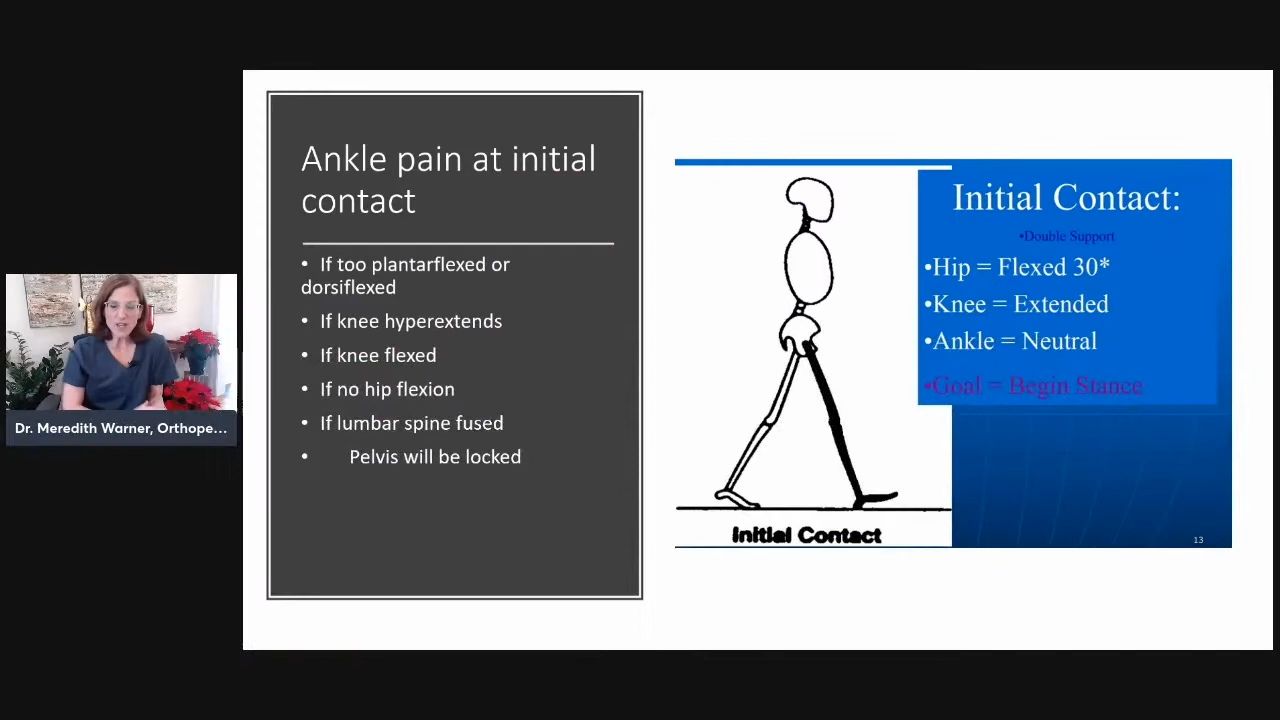 Ankle pain at initial
contact
• If too plantarflexed or
dorsiflexed
• If knee hyperextends
• If knee flexed
• If no hip flexion
• If lumbar spine fused
• Pelvis will be locked
Dr. Meredith Warner, Orthope...
Initial Contact:
•Double Support
•Hip = Flexed 30*
•Knee = Extended
•Ankle = Neutral
•Goal = Begin Stance
Initial Contact
13